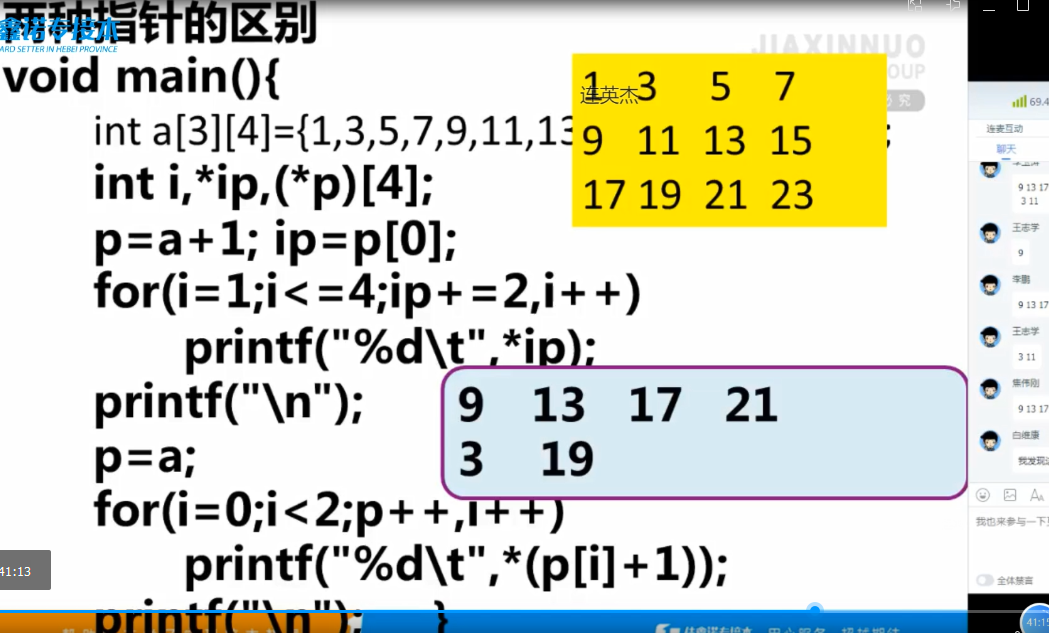 两种指针的区别
鑫诺专接本
ARD SETTER IN HEBEI PROVINCE
JIAXINNUO
OUP
必究
void main(){
int a[3][4]={1,3,5,7,9,11,13
;
int i,*ip,(*p)[4];
p=a+1; ip=p[0];
for(i=1;i<=4;ip+=2,i++)
printf("%d\t",*ip);
printf("\n");
p=a;
for(i=0;i<2;p++,i++)
printf("%d\t",*(p[i]+1));
printf("\n"); }
1 3 5 7
连英杰
9 11 13 15
17 19 21 23
9 13 17 21
3 19
41:13
69.4
连麦互动
聊天
9 13 17
3 11
王志学
9
李鹏
9 13 17
王志学
3 11
焦伟刚
9 13 17
白维康
我发现
我也来参与一下
全体禁言
41:15